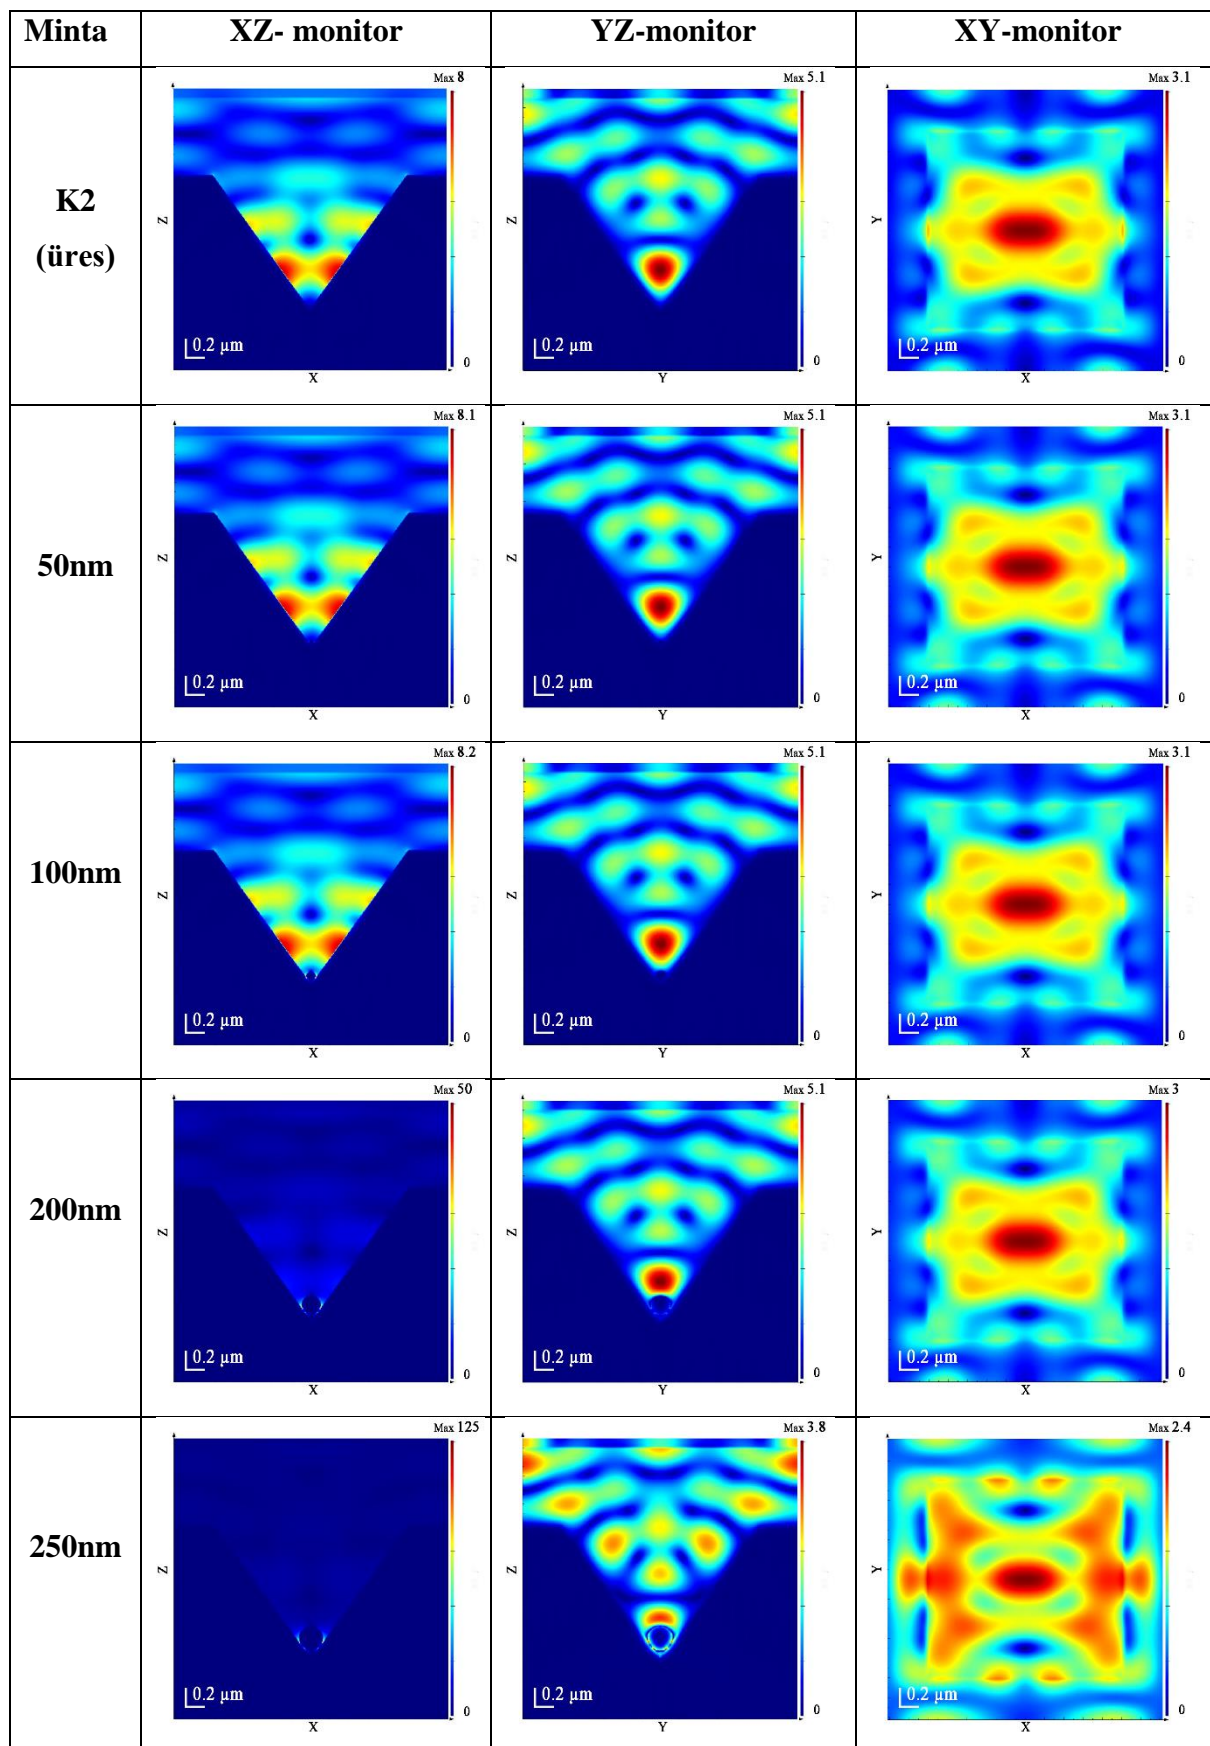 Minta XZ- monitor YZ-monitor XY-monitor
Max 8 Max 5.1 Max 3.1
K2
(üres)
Z Z Y
0.2 µm 0.2 µm 0.2 µm
0 0 0
X Y X
Max 8.1 Max 5.1 Max 3.1
50nm
Z Z Y
0.2 µm 0.2 µm 0.2 µm
0 0 0
X Y X
Max 8.2 Max 5.1 Max 3.1
100nm
Z Z Y
0.2 µm 0.2 µm 0.2 µm
0 0 0
X Y X
Max 50 Max 5.1 Max 3
200nm
Z Z Y
0.2 µm 0.2 µm 0.2 µm
0 0 0
X Y X
Max 125 Max 3.8 Max 2.4
250nm
Z Z Y
0.2 µm 0.2 µm 0.2 µm
0 0 0
X Y X